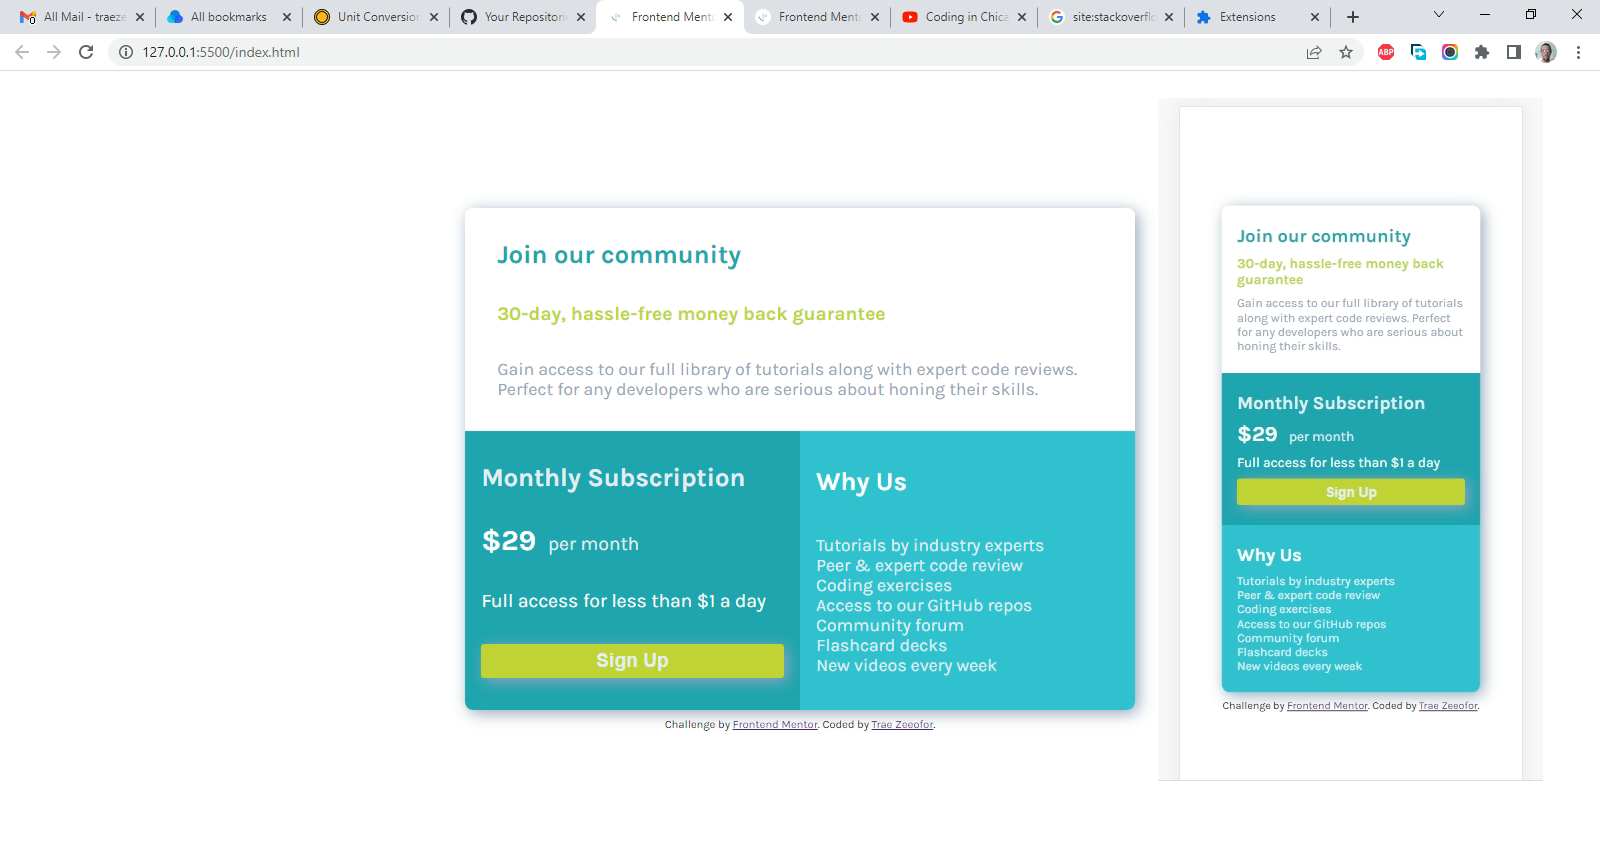 All Mail - traeze
All bookmarks
Unit Conversion
Your Repositorie
Frontend Mento
Frontend Mento
Coding in Chica
site:stackoverflo
Extensions
127.0.0.1:5500/index.html
ABP
Join our community
30-day, hassle-free money back guarantee
Gain access to our full library of tutorials along with expert code reviews.
Perfect for any developers who are serious about honing their skills.
Monthly Subscription
$29 per month
Full access for less than $1 a day
Sign Up
Why Us
Tutorials by industry experts
Peer & expert code review
Coding exercises
Access to our GitHub repos
Community forum
Flashcard decks
New videos every week
Challenge by Frontend Mentor. Coded by Trae Zeeofor.
Join our community
30-day, hassle-free money back
guarantee
Gain access to our full library of tutorials
along with expert code reviews. Perfect
for any developers who are serious about
honing their skills.
Monthly Subscription
$29 per month
Full access for less than $1 a day
Sign Up
Why Us
Tutorials by industry experts
Peer & expert code review
Coding exercises
Access to our GitHub repos
Community forum
Flashcard decks
New videos every week
Challenge by Frontend Mentor. Coded by Trae Zeeofor.